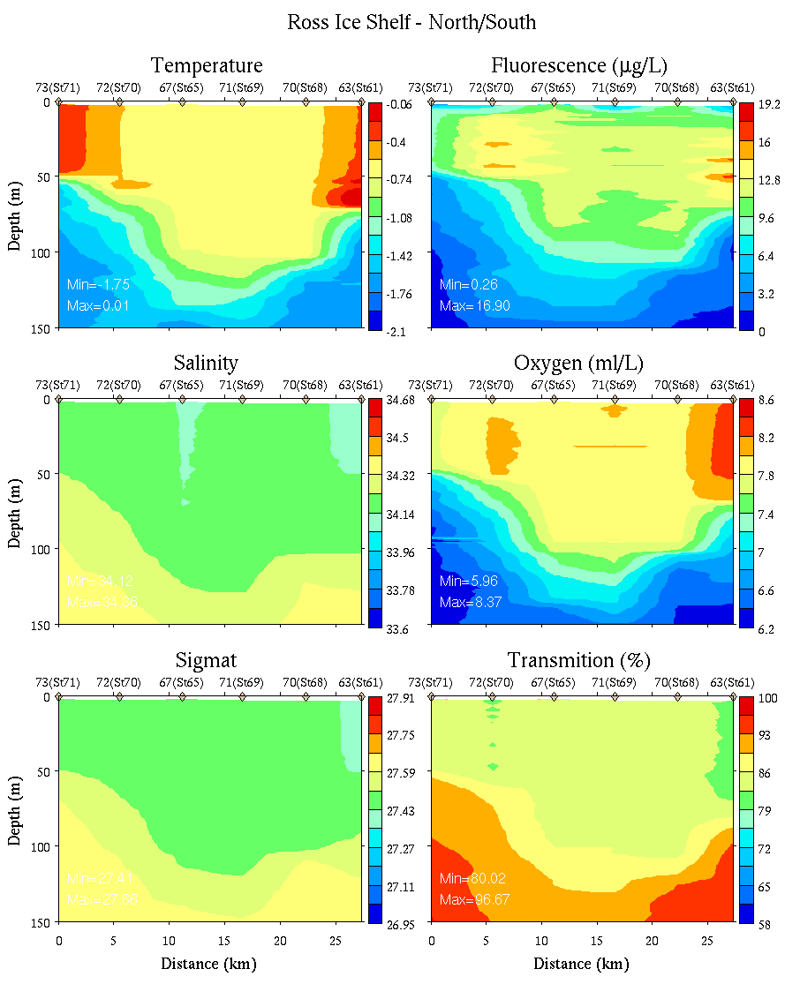 Ross Ice Shelf - North/South
Temperature
73(St71) 72(St70) 67(St65) 71(St69) 70(St68) 63(St61)
0
50
100
150
Depth (m)
Min=-1.75
Max=0.01
-0.06
-0.4
-0.74
-1.08
-1.42
-1.76
-2.1
Fluorescence (µg/L)
73(St71) 72(St70) 67(St65) 71(St69) 70(St68) 63(St61)
Min=0.26
Max=16.90
19.2
16
12.8
9.6
6.4
3.2
0
Salinity
73(St71) 72(St70) 67(St65) 71(St69) 70(St68) 63(St61)
0
50
100
150
Depth (m)
Min=34.12
Max=34.36
34.68
34.5
34.32
34.14
33.96
33.78
33.6
Oxygen (ml/L)
73(St71) 72(St70) 67(St65) 71(St69) 70(St68) 63(St61)
Min=5.96
Max=8.37
8.6
8.2
7.8
7.4
7
6.6
6.2
Sigmat
73(St71) 72(St70) 67(St65) 71(St69) 70(St68) 63(St61)
0
50
100
150
Depth (m)
Min=27.41
Max=27.66
27.91
27.75
27.59
27.43
27.27
27.11
26.95
0 5 10 15 20 25
Distance (km)
Transmition (%)
73(St71) 72(St70) 67(St65) 71(St69) 70(St68) 63(St61)
Min=80.02
Max=96.67
100
93
86
79
72
65
58
0 5 10 15 20 25
Distance (km)